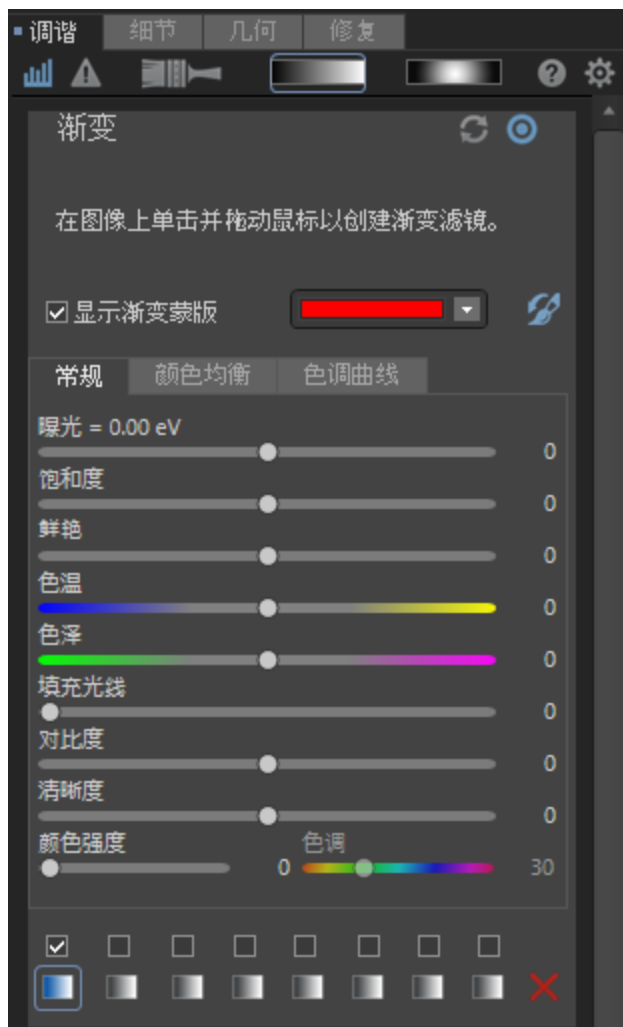 调谐 细节 几何 修复
渐变
在图像上单击并拖动鼠标以创建渐变滤镜。
显示渐变蒙版
常规 颜色均衡 色调曲线
曝光 = 0.00 eV
0
饱和度
0
鲜艳
0
色温
0
色泽
0
填充光线
0
对比度
0
清晰度
0
颜色强度 色调
0 30